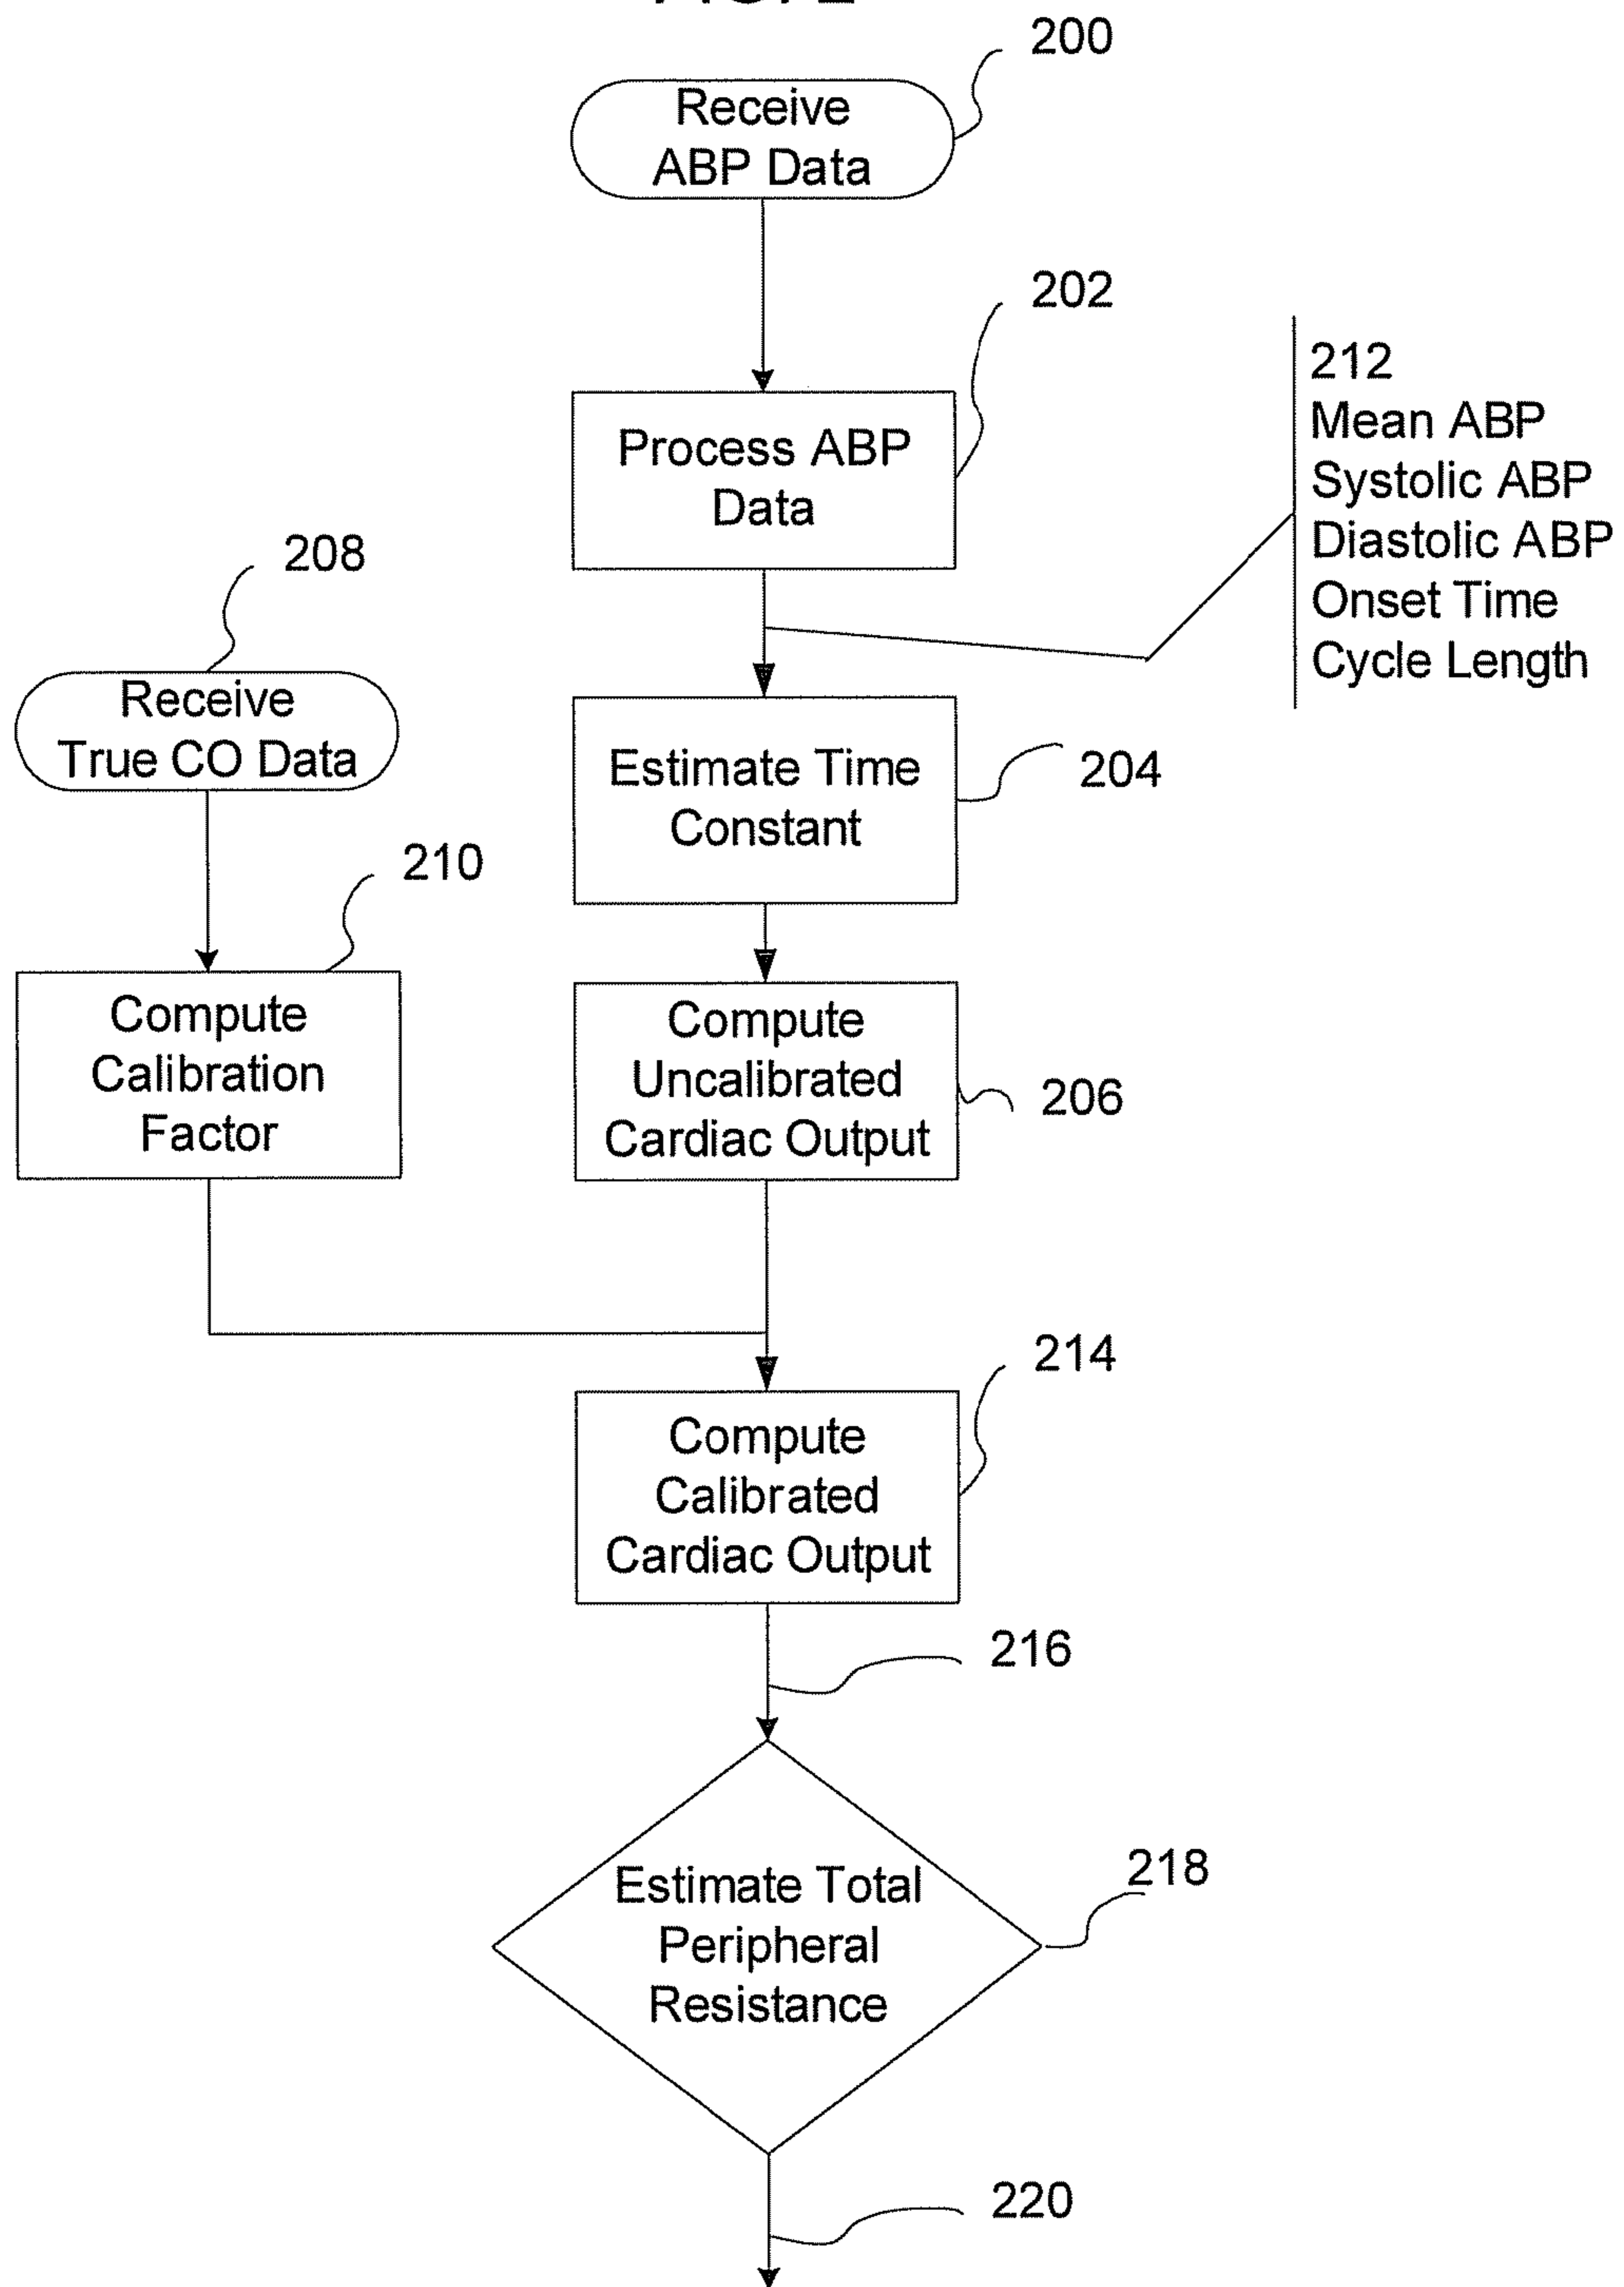 200
Receive
ABP Data
202
Process ABP
Data
212
Mean ABP
Systolic ABP
Diastolic ABP
Onset Time
Cycle Length
208
Receive
True CO Data
204
Estimate Time
Constant
210
Compute
Calibration
Factor
Compute
Uncalibrated
Cardiac Output
206
214
Compute
Calibrated
Cardiac Output
216
218
Estimate Total
Peripheral
Resistance
220